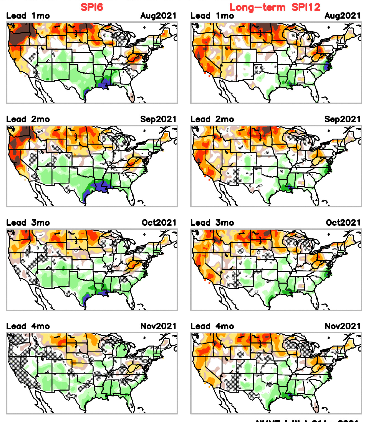 SPI6 Long-term SPI12
Lead 1mo Aug2021 Lead 1mo Aug2021
Lead 2mo Sep2021 Lead 2mo Sep2021
Lead 3mo Oct2021 Lead 3mo Oct2021
Lead 4mo Nov2021 Lead 4mo Nov2021